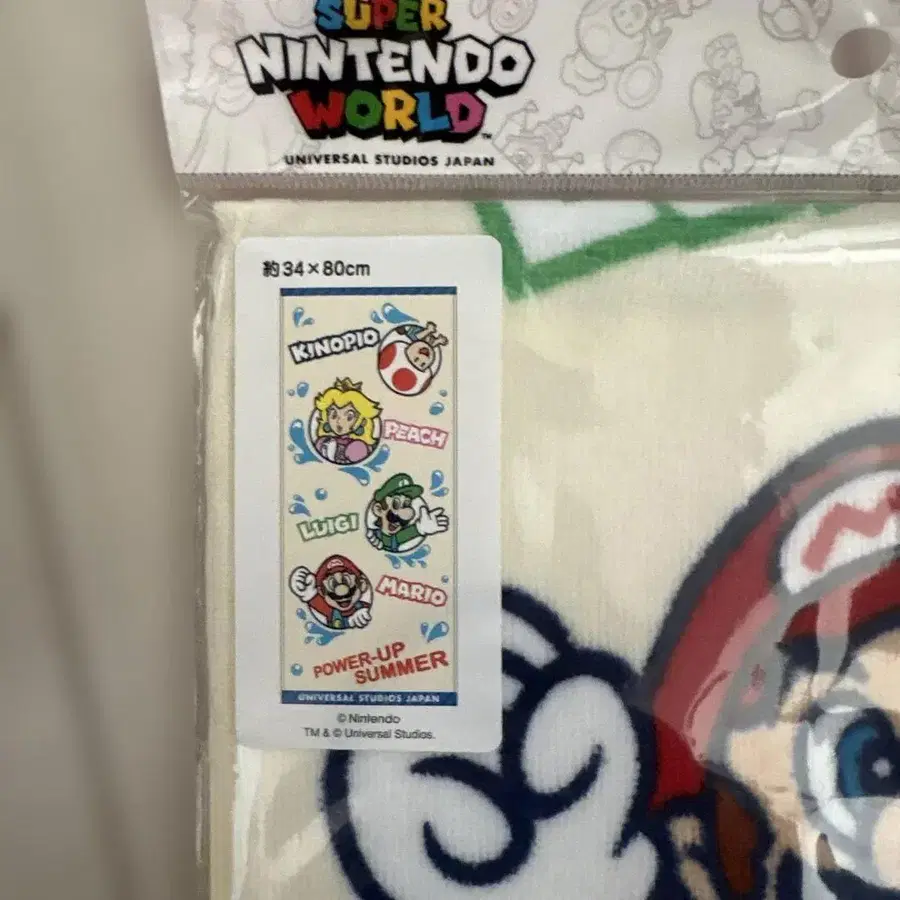 SUPER
NINTENDO
WORLD™
UNIVERSAL STUDIOS JAPAN
約34×80cm
KINOPIO
PEACH
LUIGI
MARIO
POWER-UP
SUMMER
UNIVERSAL STUDIOS JAPAN
© Nintendo
TM & © Universal Studios.
M